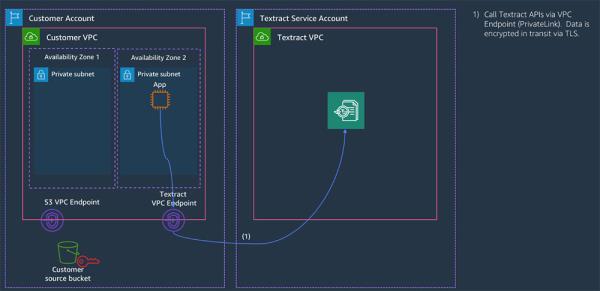 Customer Account
Customer VPC
Availability Zone 1
Private subnet
Availability Zone 2
Private subnet
App
S3 VPC Endpoint
Textract
VPC Endpoint
Customer
source bucket
(1)
Textract Service Account
Textract VPC
1) Call Textract APIs via VPC
Endpoint (PrivateLink). Data is
encrypted in transit via TLS.